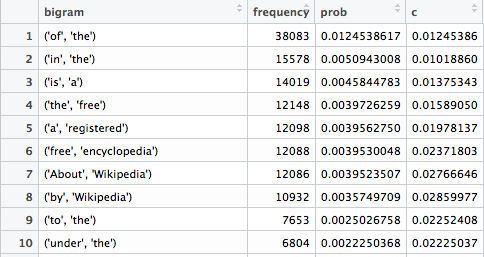 bigram frequency prob c
1 ('of', 'the') 38083 0.0124538617 0.01245386
2 ('in', 'the') 15578 0.0050943008 0.01018860
3 ('is', 'a') 14019 0.0045844783 0.01375343
4 ('the', 'free') 12148 0.0039726259 0.01589050
5 ('a', 'registered') 12098 0.0039562750 0.01978137
6 ('free', 'encyclopedia') 12088 0.0039530048 0.02371803
7 ('About', 'Wikipedia') 12086 0.0039523507 0.02766646
8 ('by', 'Wikipedia') 10932 0.0035749709 0.02859977
9 ('to', 'the') 7653 0.0025026758 0.02252408
10 ('under', 'the') 6804 0.0022250368 0.02225037